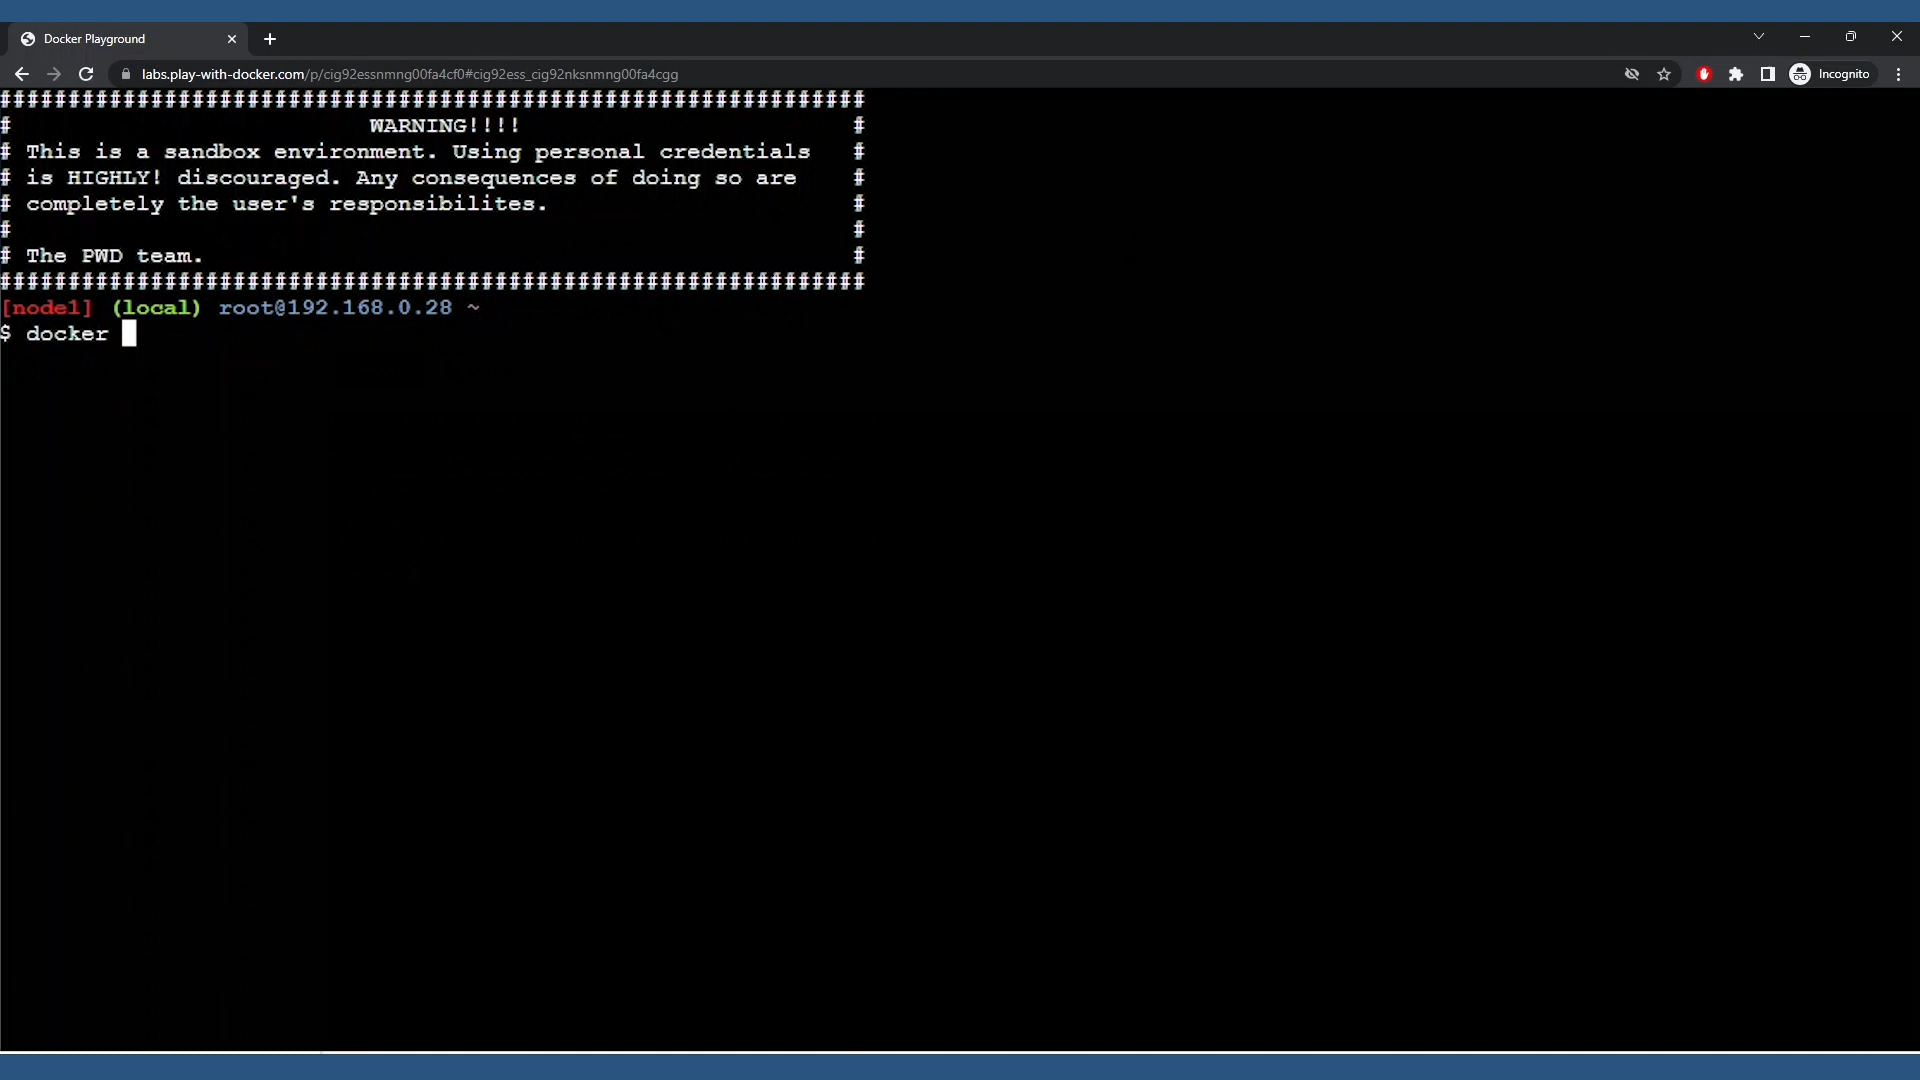 Docker Playground
labs.play-with-docker.com/p/cig92essnmng00fa4cf0#cig92ess_cig92nksnmng00fa4cgg
Incognito
###############################################################
#                          WARNING!!!!                        #
# This is a sandbox environment. Using personal credentials   #
# is HIGHLY! discouraged. Any consequences of doing so are    #
# completely the user's responsibilites.                      #
#                                                             #
# The PWD team.                                               #
###############################################################
[node1] (local) root@192.168.0.28 ~
$ docker